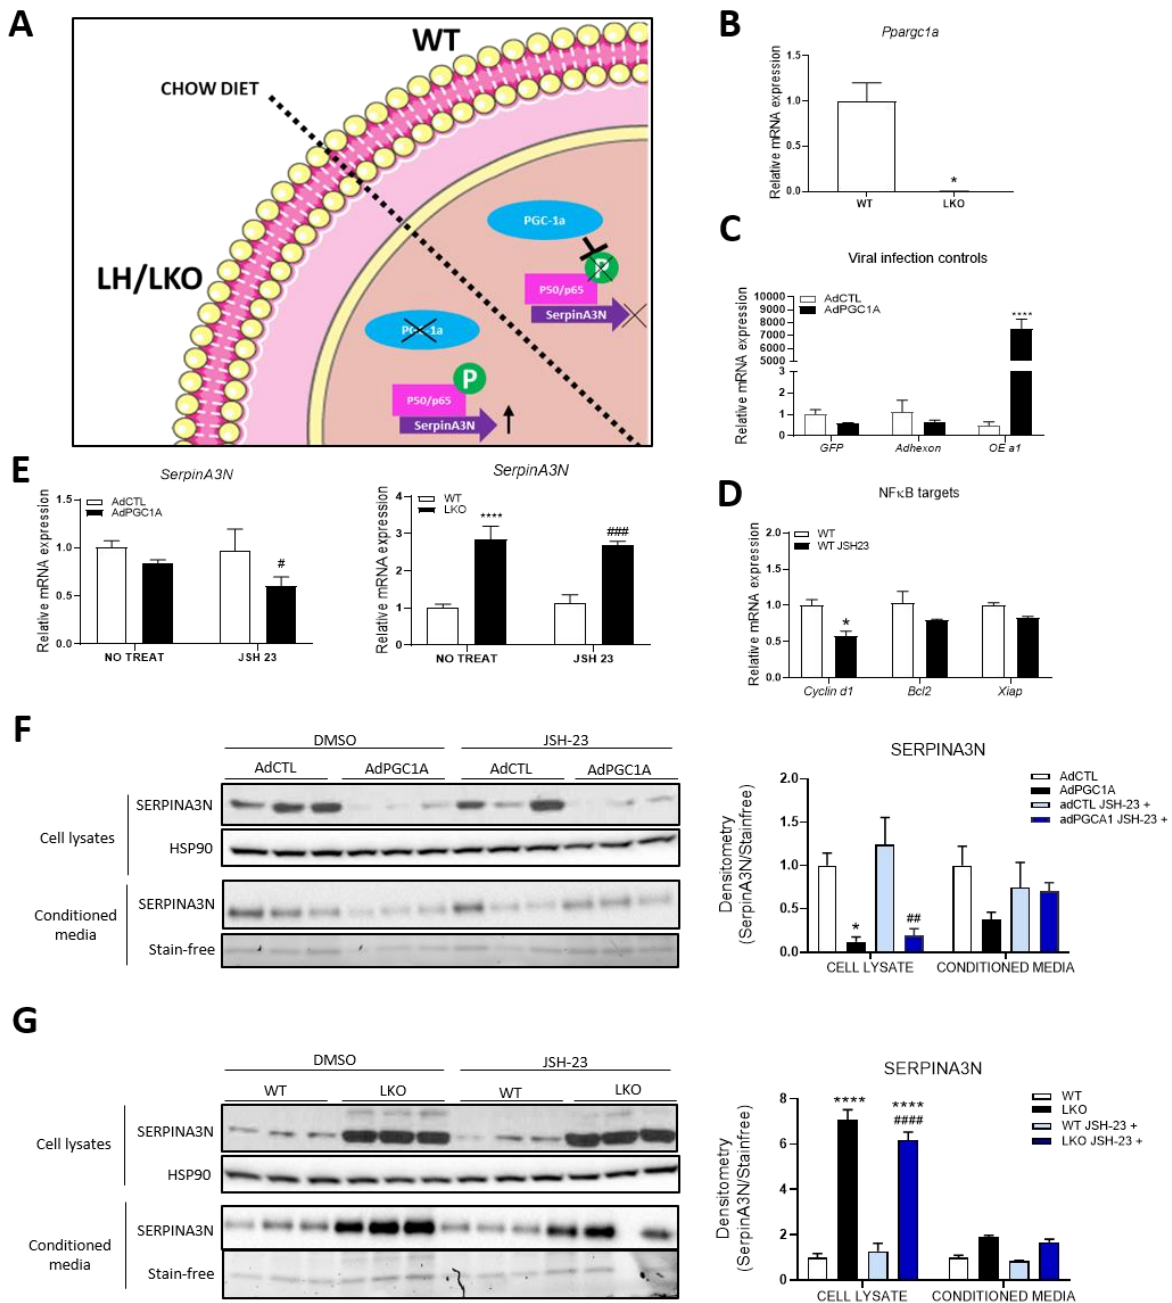 A
WT
CHOW DIET
LH/LKO
PGC-1a
P
P50/p65
SerpinA3N
PGC-1a
P
P50/p65
SerpinA3N
B
Ppargc1a
Relative mRNA expression
1.5
1.0
0.5
0.0
*
WT
LKO
C
Viral infection controls
Relative mRNA expression
AdCTL
AdPGC1A
10000
9000
8000
7000
6000
5000
3
2
1
0
****
GFP
Adhexon
OE a1
D
NFκB targets
Relative mRNA expression
WT
WT JSH23
2.0
1.5
1.0
0.5
0.0
*
Cyclin d1
Bcl2
Xiap
E
SerpinA3N
Relative mRNA expression
AdCTL
AdPGC1A
1.5
1.0
0.5
0.0
#
NO TREAT
JSH 23
SerpinA3N
Relative mRNA expression
WT
LKO
4
3
2
1
0
****
###
NO TREAT
JSH 23
F
DMSO
JSH-23
AdCTL
AdPGC1A
AdCTL
AdPGC1A
Cell lysates
SERPINA3N
HSP90
Conditioned
media
SERPINA3N
Stain-free
SERPINA3N
Densitometry
(SerpinA3N/Stainfree)
2.0
1.5
1.0
0.5
0.0
*
##
AdCTL
AdPGC1A
adCTL JSH-23 +
adPGCA1 JSH-23 +
CELL LYSATE
CONDITIONED MEDIA
G
DMSO
JSH-23
WT
LKO
WT
LKO
Cell lysates
SERPINA3N
HSP90
Conditioned
media
SERPINA3N
Stain-free
SERPINA3N
Densitometry
(SerpinA3N/Stainfree)
8
6
4
2
0
****
****
####
WT
LKO
WT JSH-23 +
LKO JSH-23 +
CELL LYSATE
CONDITIONED MEDIA